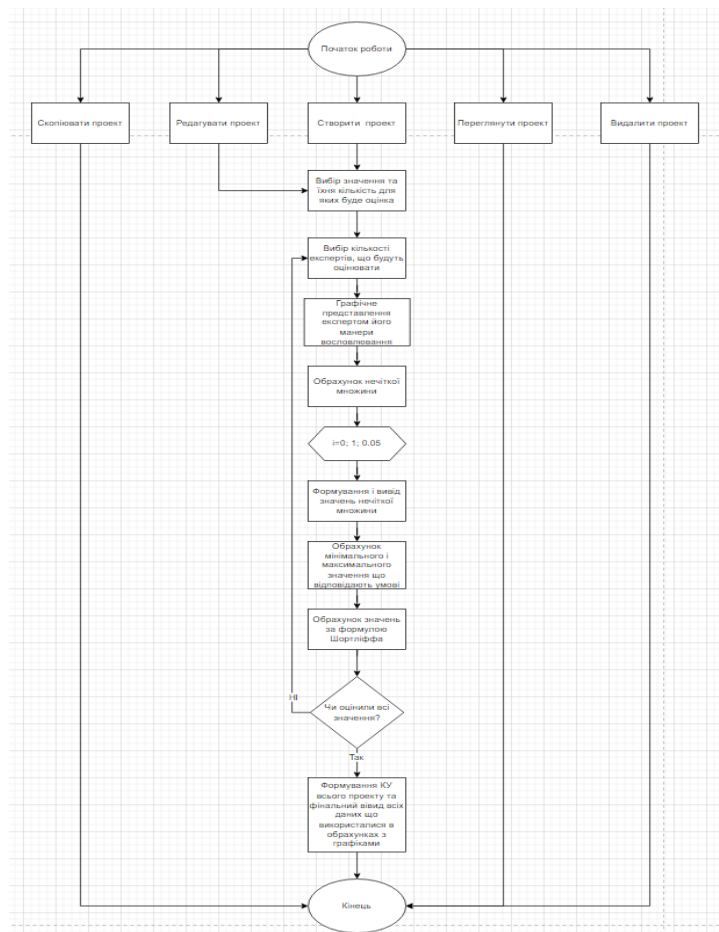 Початок роботи
Скопіювати проект
Редагувати проект
Створити проект
Переглянути проект
Видалити проект
Вибір значення та
їхня кількість для
яких буде оцінка
Вибір кількості
експертів, що будуть
оцінювати
Графічне
представлення
експертом його
манери
вословлювання
Обрахунок нечіткої
множини
i=0; 1; 0.05
Формування і вивід
значень нечіткої
множини
Обрахунок
мінімального і
максимального
значення що
відповідають умові
Обрахунок значень
за формулою
Шортліффа
Чи оцінили всі
значення?
НІ
Так
Формування КУ
всього проекту та
фінальний вівид всіх
даних що
використалися в
обрахунках з
графіками
Кінець